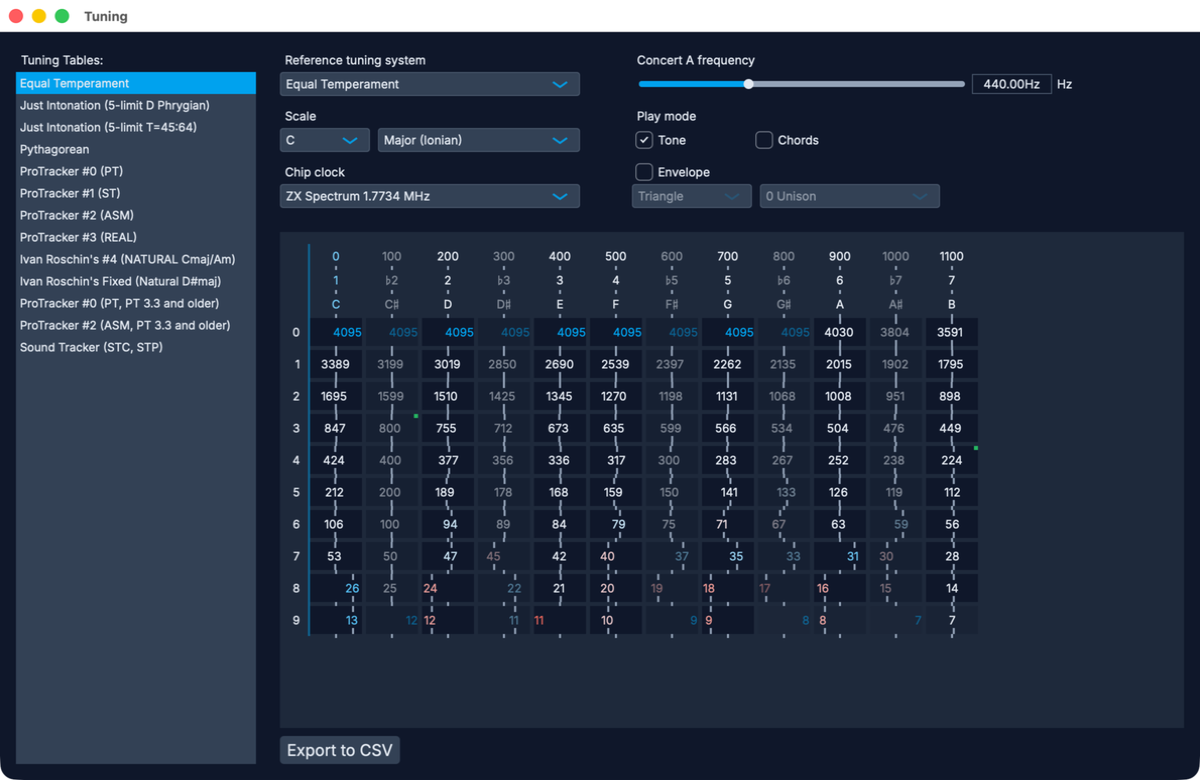 Tuning
Tuning Tables:
Equal Temperament
Just Intonation (5-limit D Phrygian)
Just Intonation (5-limit T=45:64)
Pythagorean
ProTracker #0 (PT)
ProTracker #1 (ST)
ProTracker #2 (ASM)
ProTracker #3 (REAL)
Ivan Roschin's #4 (NATURAL Cmaj/Am)
Ivan Roschin's Fixed (Natural D#maj)
ProTracker #0 (PT, PT 3.3 and older)
ProTracker #2 (ASM, PT 3.3 and older)
Sound Tracker (STC, STP)
Reference tuning system
Equal Temperament
Scale
C Major (Ionian)
Chip clock
ZX Spectrum 1.7734 MHz
Concert A frequency
440.00Hz Hz
Play mode
Tone Chords
Envelope
Triangle 0 Unison
0 100 200 300 400 500 600 700 800 900 1000 1100
1 ♭2 2 ♭3 3 4 ♭5 5 ♭6 6 ♭7 7
C C♯ D D♯ E F F♯ G G♯ A A♯ B
0 4095 4095 4095 4095 4095 4095 4095 4095 4095 4030 3804 3591
1 3389 3199 3019 2850 2690 2539 2397 2262 2135 2015 1902 1795
2 1695 1599 1510 1425 1345 1270 1198 1131 1068 1008 951 898
3 847 800 755 712 673 635 599 566 534 504 476 449
4 424 400 377 356 336 317 300 283 267 252 238 224
5 212 200 189 178 168 159 150 141 133 126 119 112
6 106 100 94 89 84 79 75 71 67 63 59 56
7 53 50 47 45 42 40 37 35 33 31 30 28
8 26 25 24 22 21 20 19 18 17 16 15 14
9 13 12 12 11 11 10 9 9 8 8 7 7
Export to CSV